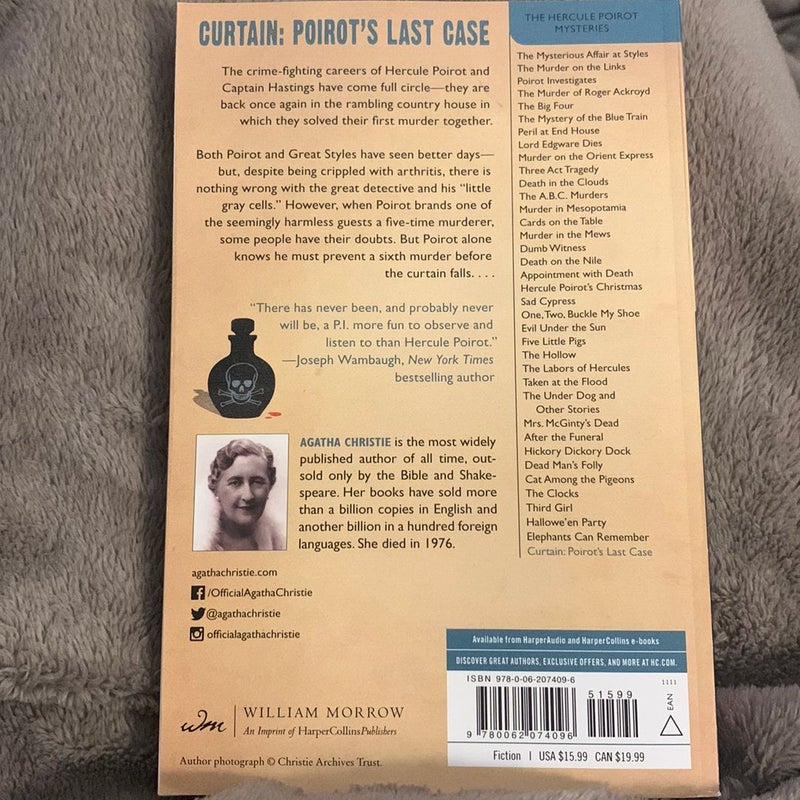 CURTAIN: POIROT'S LAST CASE
The crime-fighting careers of Hercule Poirot and
Captain Hastings have come full circle—they are
back once again in the rambling country house in
which they solved their first murder together.
Both Poirot and Great Styles have seen better days—
but, despite being crippled with arthritis, there is
nothing wrong with the great detective and his "little
gray cells." However, when Poirot brands one of
the seemingly harmless guests a five-time murderer,
some people have their doubts. But Poirot alone
knows he must prevent a sixth murder before
the curtain falls. . . .
"There has never been, and probably never
will be, a P.I. more fun to observe and
listen to than Hercule Poirot."
—Joseph Wambaugh, New York Times
bestselling author
AGATHA CHRISTIE is the most widely
published author of all time, out-
sold only by the Bible and Shake-
speare. Her books have sold more
than a billion copies in English and
another billion in a hundred foreign
languages. She died in 1976.
agathachristie.com
/OfficialAgathaChristie
@agathachristie
officialagathachristie
wm
WILLIAM MORROW
An Imprint of HarperCollinsPublishers
Author photograph © Christie Archives Trust.
THE HERCULE POIROT
MYSTERIES
The Mysterious Affair at Styles
The Murder on the Links
Poirot Investigates
The Murder of Roger Ackroyd
The Big Four
The Mystery of the Blue Train
Peril at End House
Lord Edgware Dies
Murder on the Orient Express
Three Act Tragedy
Death in the Clouds
The A.B.C. Murders
Murder in Mesopotamia
Cards on the Table
Murder in the Mews
Dumb Witness
Death on the Nile
Appointment with Death
Hercule Poirot's Christmas
Sad Cypress
One, Two, Buckle My Shoe
Evil Under the Sun
Five Little Pigs
The Hollow
The Labors of Hercules
Taken at the Flood
The Under Dog and
Other Stories
Mrs. McGinty's Dead
After the Funeral
Hickory Dickory Dock
Dead Man's Folly
Cat Among the Pigeons
The Clocks
Third Girl
Hallowe'en Party
Elephants Can Remember
Curtain: Poirot's Last Case
Available from HarperAudio and HarperCollins e-books
DISCOVER GREAT AUTHORS, EXCLUSIVE OFFERS, AND MORE AT HC.COM.
ISBN 978-0-06-207409-6
1111
51599
EAN
9 780062 074096
Fiction | USA $15.99 CAN $19.99